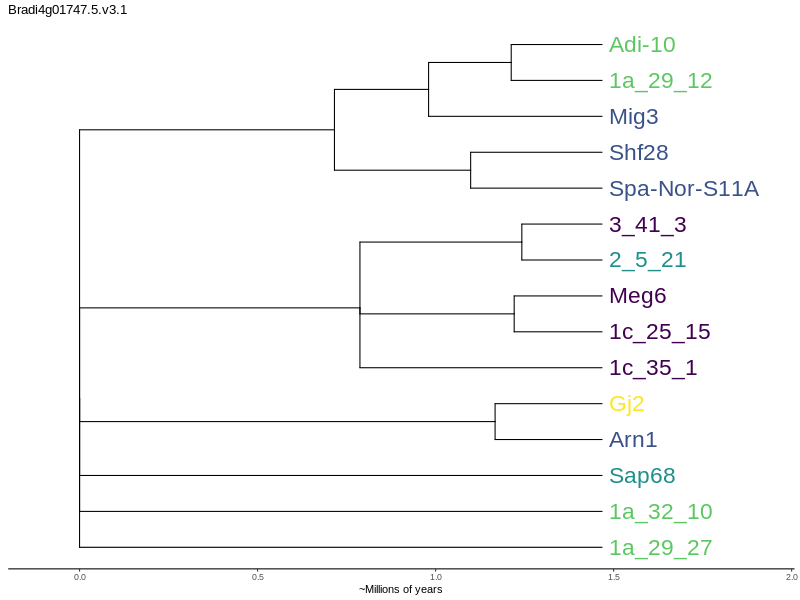 Bradi4g01747.5.v3.1
Adi-10
1a_29_12
Mig3
Shf28
Spa-Nor-S11A
3_41_3
2_5_21
Meg6
1c_25_15
1c_35_1
Gj2
Arn1
Sap68
1a_32_10
1a_29_27
0.0 0.5 1.0 1.5 2.0
~Millions of years